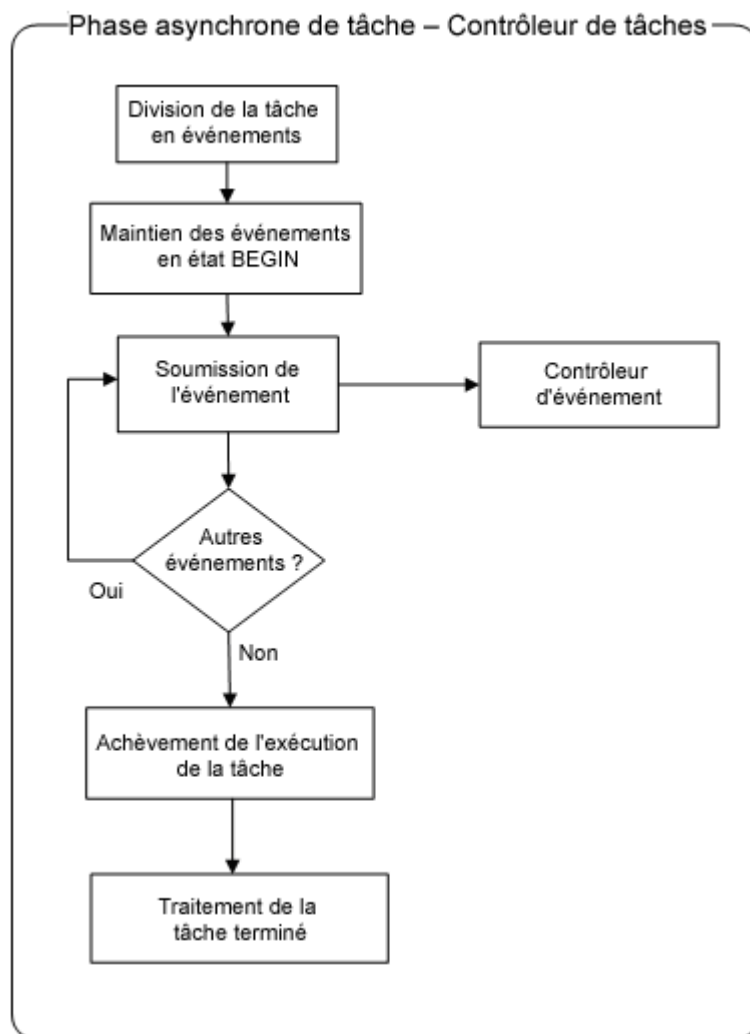 Phase asynchrone de tâche – Contrôleur de tâches
Division de la tâche
en événements
Maintien des événements
en état BEGIN
Soumission de
l'événement
Contrôleur
d'événement
Autres
événements ?
Oui
Non
Achèvement de l'exécution
de la tâche
Traitement de la
tâche terminé